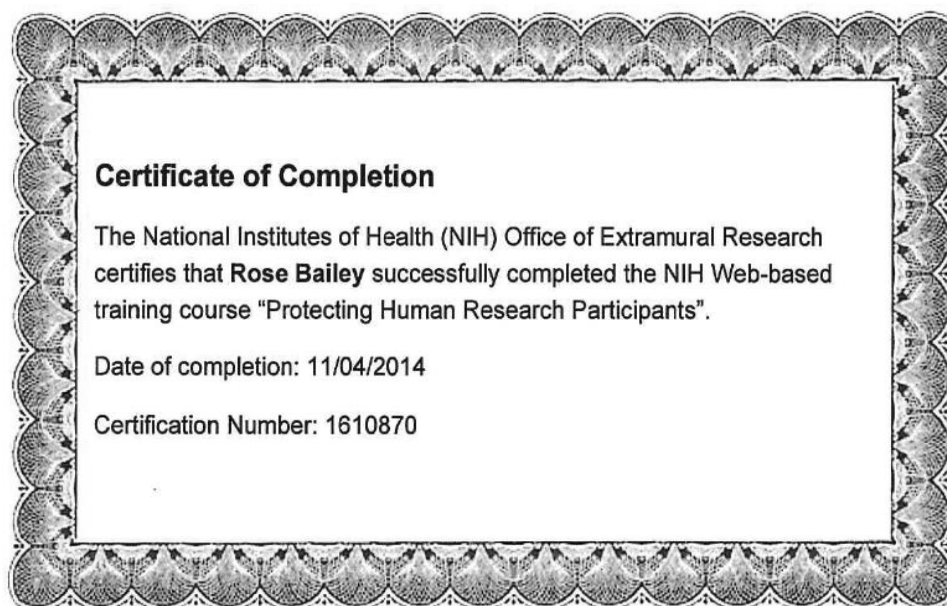 Certificate of Completion
The National Institutes of Health (NIH) Office of Extramural Research
certifies that Rose Bailey successfully completed the NIH Web-based
training course “Protecting Human Research Participants”.
Date of completion: 11/04/2014
Certification Number: 1610870